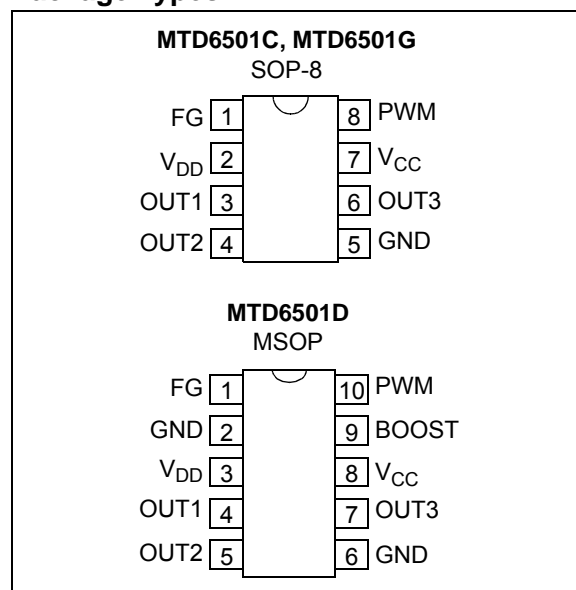 MTD6501C, MTD6501G
SOP-8
FG 1 8 PWM
VDD 2 7 VCC
OUT1 3 6 OUT3
OUT2 4 5 GND
MTD6501D
MSOP
FG 1 10 PWM
GND 2 9 BOOST
VDD 3 8 VCC
OUT1 4 7 OUT3
OUT2 5 6 GND